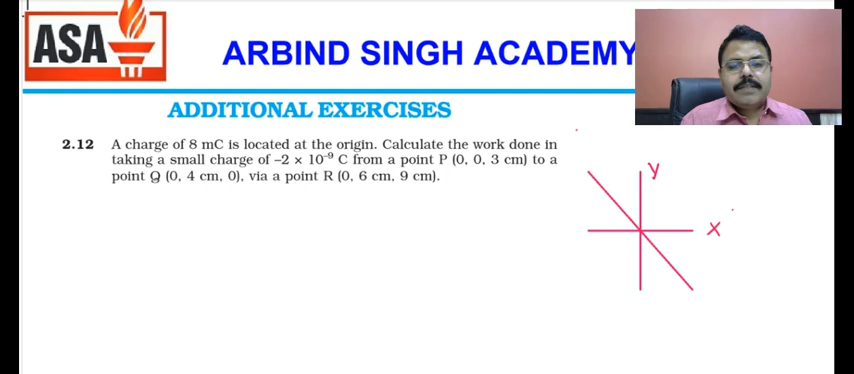 ASA
ARBIND SINGH ACADEMY
ADDITIONAL EXERCISES
2.12 A charge of 8 mC is located at the origin. Calculate the work done in
taking a small charge of –2 × 10⁻⁹ C from a point P (0, 0, 3 cm) to a
point Q (0, 4 cm, 0), via a point R (0, 6 cm, 9 cm).
y
x